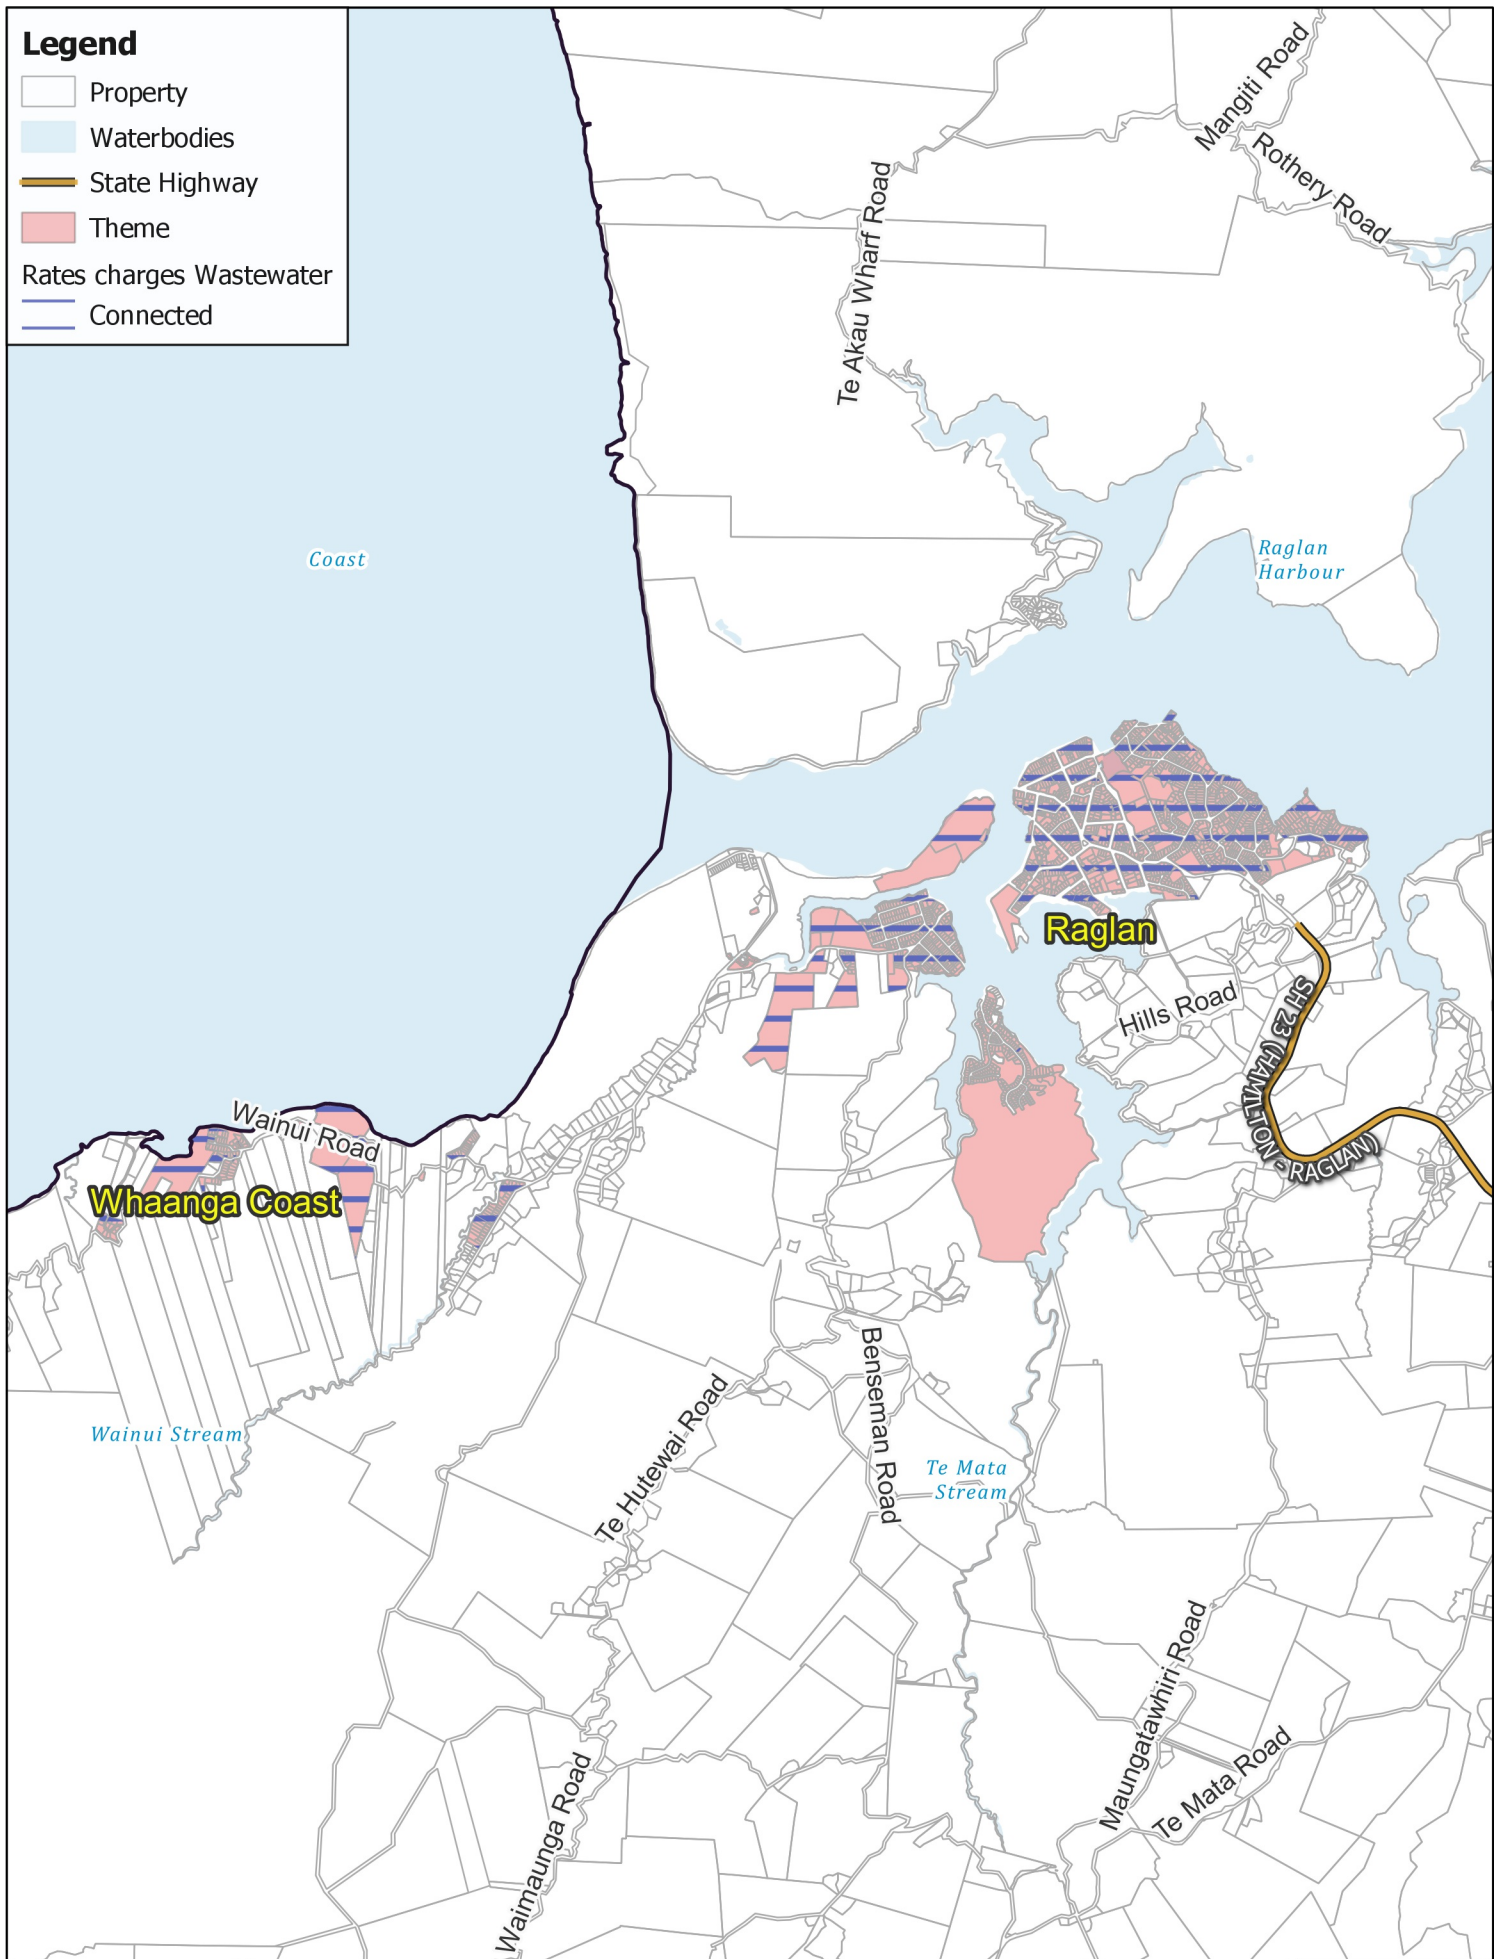 Legend
Property
Waterbodies
State Highway
Theme
Rates charges Wastewater
Connected
Mangiti Road
Rothery Road
Te Akau Wharf Road
Coast
Raglan
Harbour
Raglan
Hills Road
SH 23 (HAMILTON - RAGLAN)
Wainui Road
Whaanga Coast
Benseman Road
Te Hutewai Road
Wainui Stream
Te Mata
Stream
Maungatawhiri Road
Te Mata Road
Waimaunga Road